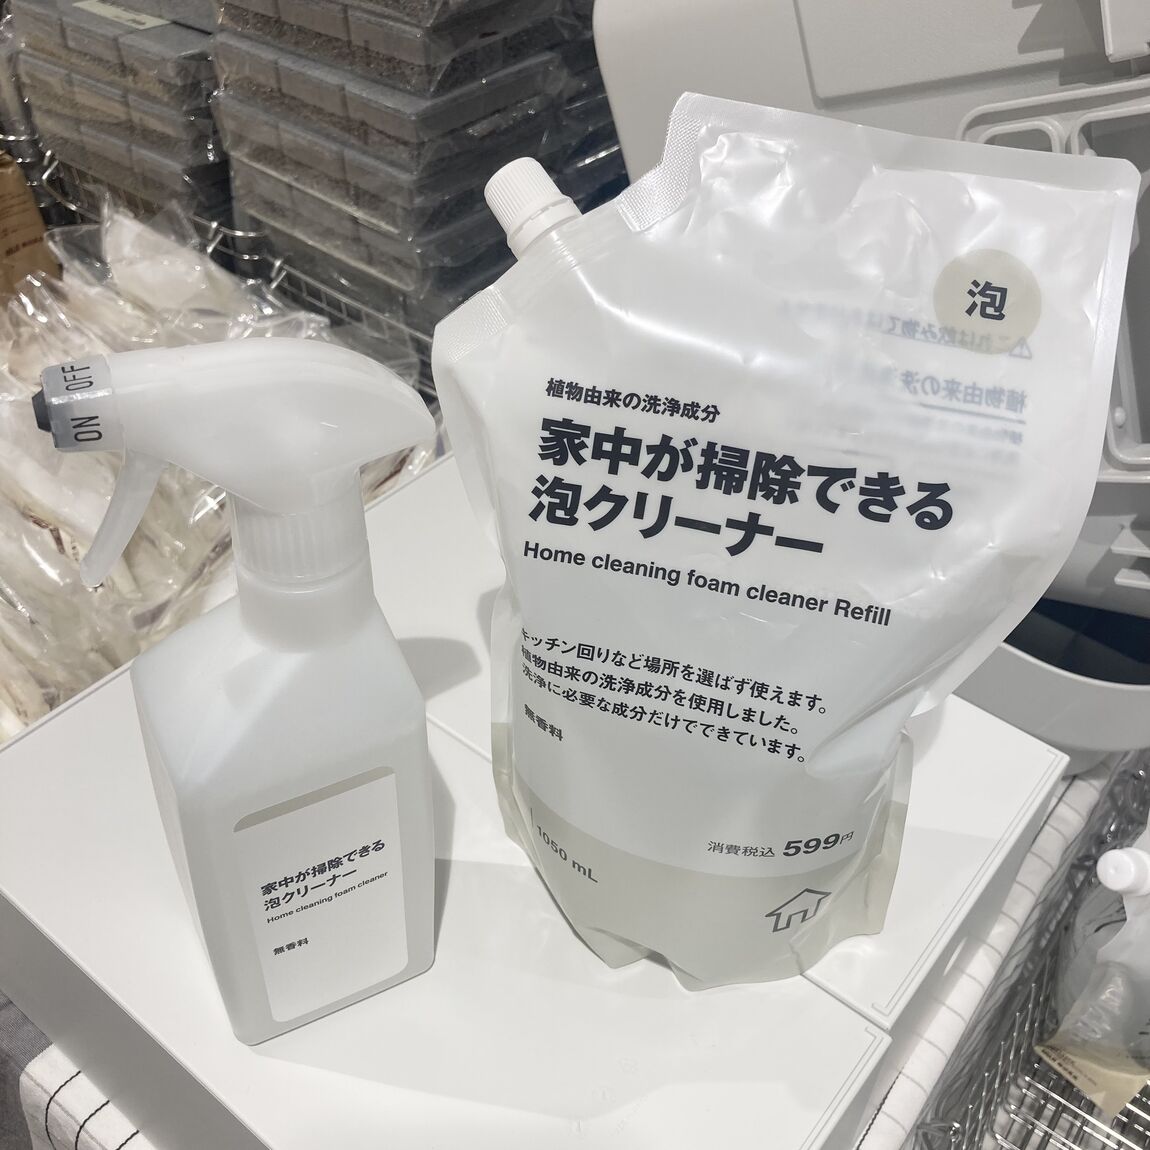 OFF
ON
家中が掃除できる
泡クリーナー
Home cleaning foam cleaner
無香料
泡
植物由来の洗浄成分
家中が掃除できる
泡クリーナー
Home cleaning foam cleaner Refill
キッチン回りなど場所を選ばず使えます。
植物由来の洗浄成分を使用しました。
洗浄に必要な成分だけでできています。
無香料
1050 mL
消費税込 599円